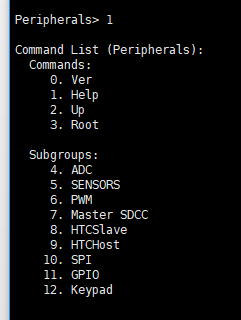 Peripherals> 1
Command List (Peripherals):
Commands:
0. Ver
1. Help
2. Up
3. Root
Subgroups:
4. ADC
5. SENSORS
6. PWM
7. Master SDCC
8. HTCSlave
9. HTCHost
10. SPI
11. GPIO
12. Keypad